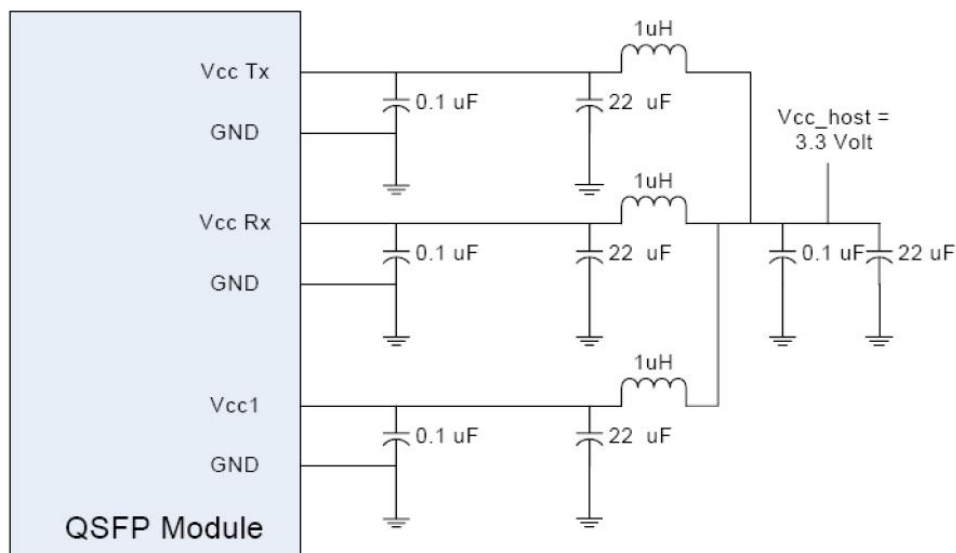 1uH
Vcc Tx
0.1 uF
22 uF
GND
Vcc_host =
3.3 Volt
1uH
Vcc Rx
0.1 uF
22 uF
0.1 uF
22 uF
GND
1uH
Vcc1
0.1 uF
22 uF
GND
QSFP Module